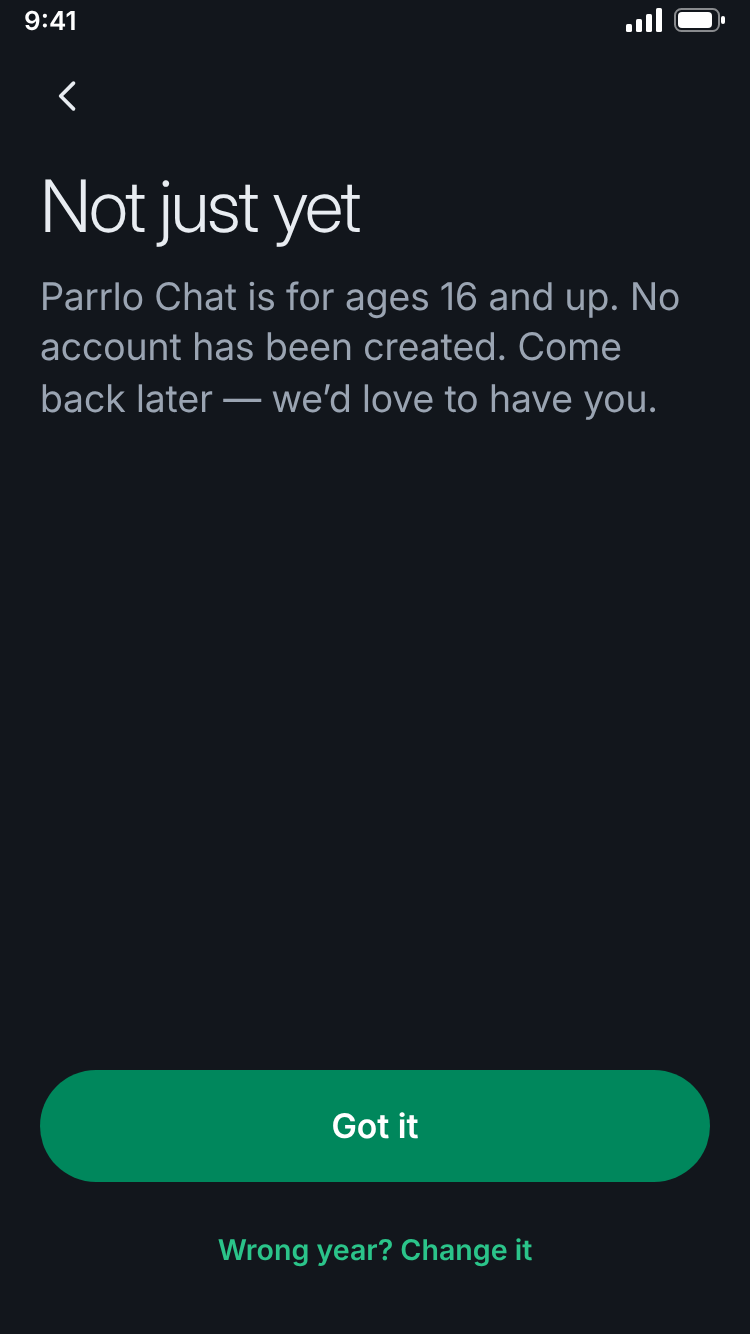 9:41
Not just yet
Parrlo Chat is for ages 16 and up. No
account has been created. Come
back later — we’d love to have you.
Got it
Wrong year? Change it